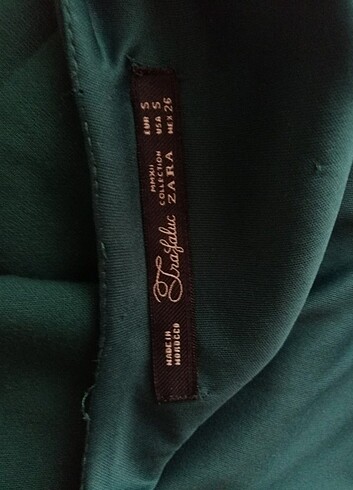 EUR S
USA S
MEX 26
MMXII
COLLECTION
ZARA
Trafaluc
MADE IN
MOROCCO